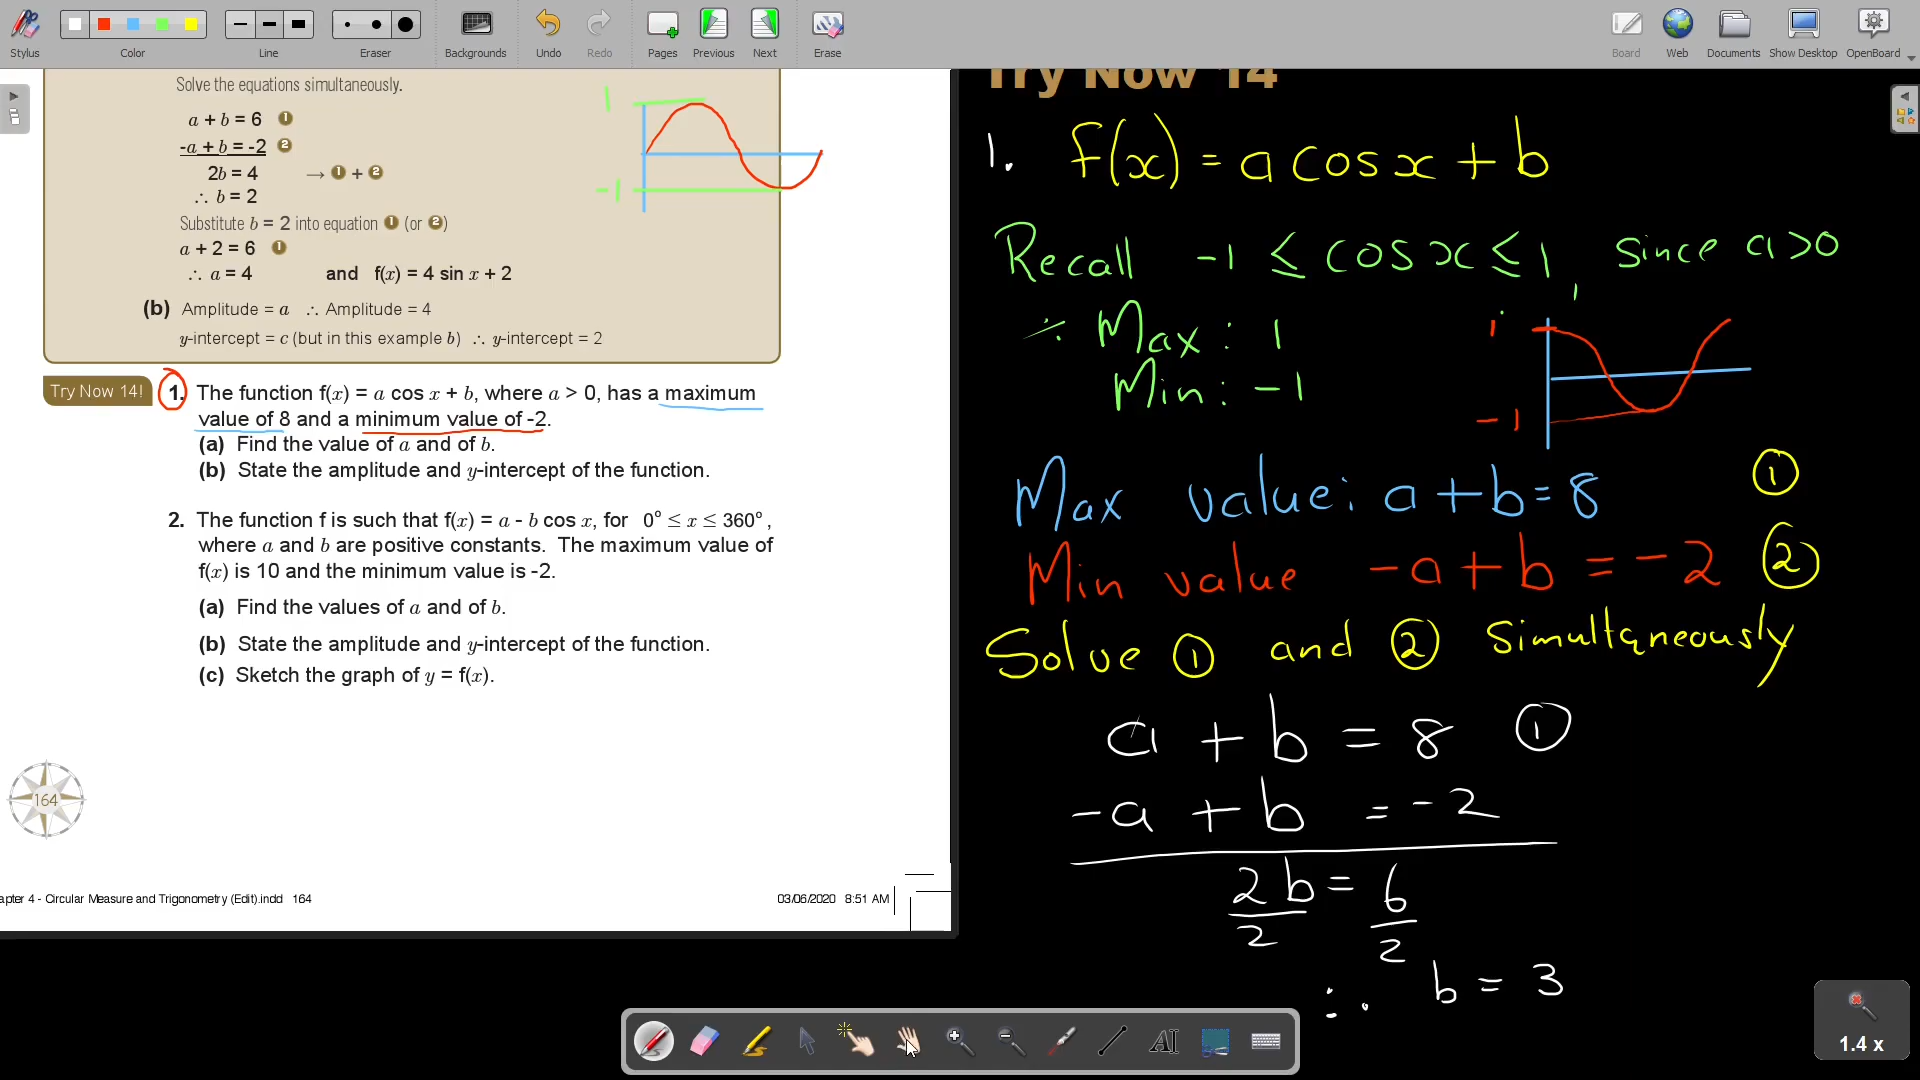 Stylus
Color
Line
Eraser
Backgrounds
Undo
Redo
Pages
Previous
Next
Erase
Board
Web
Documents
Show Desktop
OpenBoard
Solve the equations simultaneously.
a + b = 6 1
-a + b = -2 2
2b = 4 → 1 + 2
∴ b = 2
Substitute b = 2 into equation 1 (or 2)
a + 2 = 6 1
∴ a = 4 and f(x) = 4 sin x + 2
(b) Amplitude = a ∴ Amplitude = 4
y-intercept = c (but in this example b) ∴ y-intercept = 2
1
-1
Try Now 14! 1. The function f(x) = a cos x + b, where a > 0, has a maximum
value of 8 and a minimum value of -2.
(a) Find the value of a and of b.
(b) State the amplitude and y-intercept of the function.
2. The function f is such that f(x) = a - b cos x, for 0° ≤ x ≤ 360°,
where a and b are positive constants. The maximum value of
f(x) is 10 and the minimum value is -2.
(a) Find the values of a and of b.
(b) State the amplitude and y-intercept of the function.
(c) Sketch the graph of y = f(x).
164
apter 4 - Circular Measure and Trigonometry (Edit).indd 164
03/06/2020 8:51 AM
Try Now 14
1. f(x) = a cos x + b
Recall -1 ≤ cos x ≤ 1, since a > 0
∴ Max : 1
Min : -1
1
-1
Max value: a + b = 8 ①
Min value -a + b = -2 ②
Solve ① and ② simultaneously
a + b = 8 ①
-a + b = -2
2b = 6
2 2
∴ b = 3
1.4 x